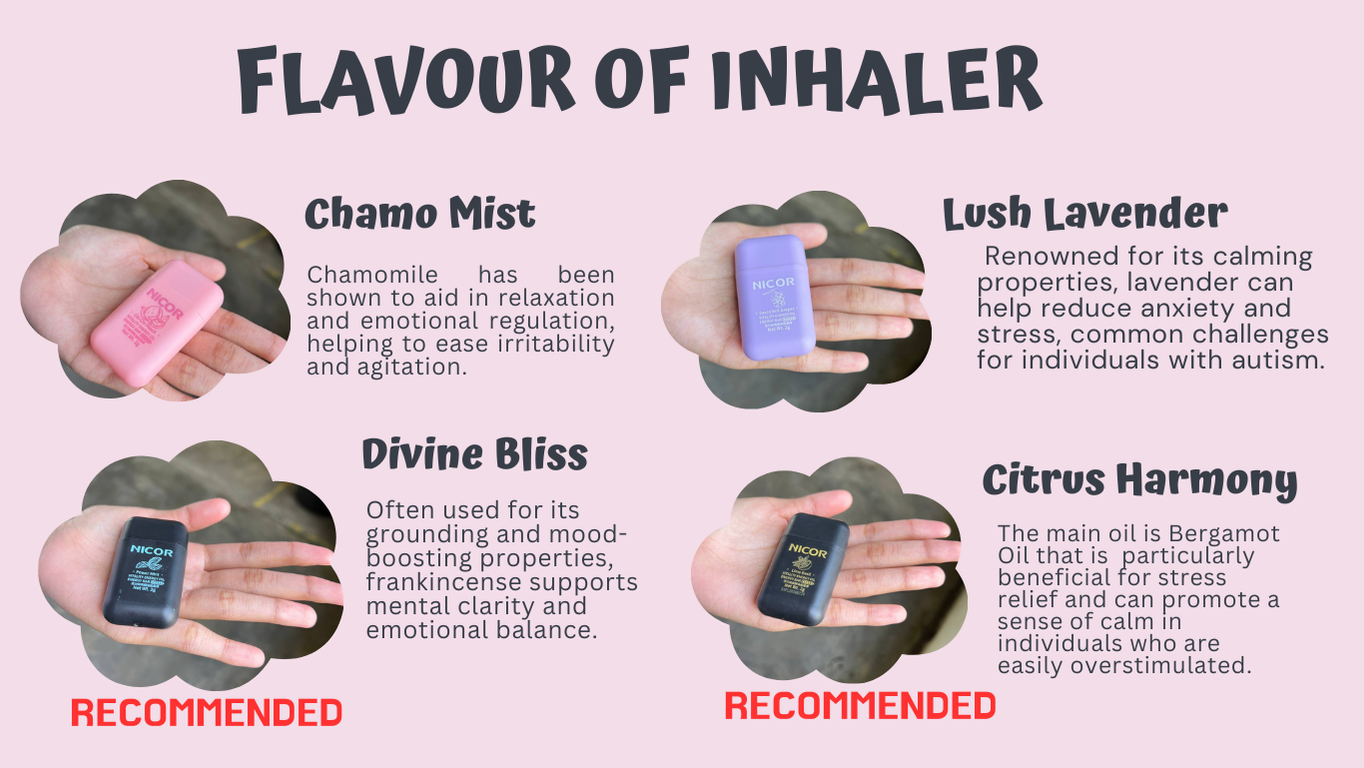 FLAVOUR OF INHALER
Chamo Mist
Chamomile has been
shown to aid in relaxation
and emotional regulation,
helping to ease irritability
and agitation.
NICOR
Lush Lavender
Renowned for its calming
properties, lavender can
help reduce anxiety and
stress, common challenges
for individuals with autism.
NICOR
Divine Bliss
Often used for its
grounding and mood-
boosting properties,
frankincense supports
mental clarity and
emotional balance.
NICOR
RECOMMENDED
Citrus Harmony
The main oil is Bergamot
Oil that is particularly
beneficial for stress
relief and can promote a
sense of calm in
individuals who are
easily overstimulated.
NICOR
RECOMMENDED